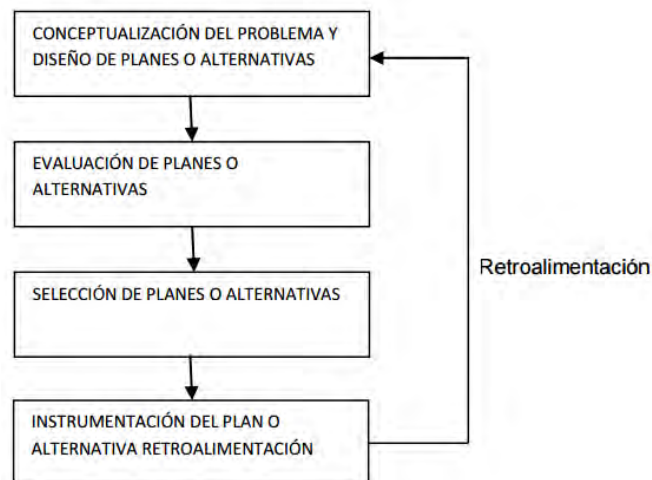 CONCEPTUALIZACIÓN DEL PROBLEMA Y
DISEÑO DE PLANES O ALTERNATIVAS
EVALUACIÓN DE PLANES O
ALTERNATIVAS
SELECCIÓN DE PLANES O ALTERNATIVAS
INSTRUMENTACIÓN DEL PLAN O
ALTERNATIVA RETROALIMENTACIÓN
Retroalimentación